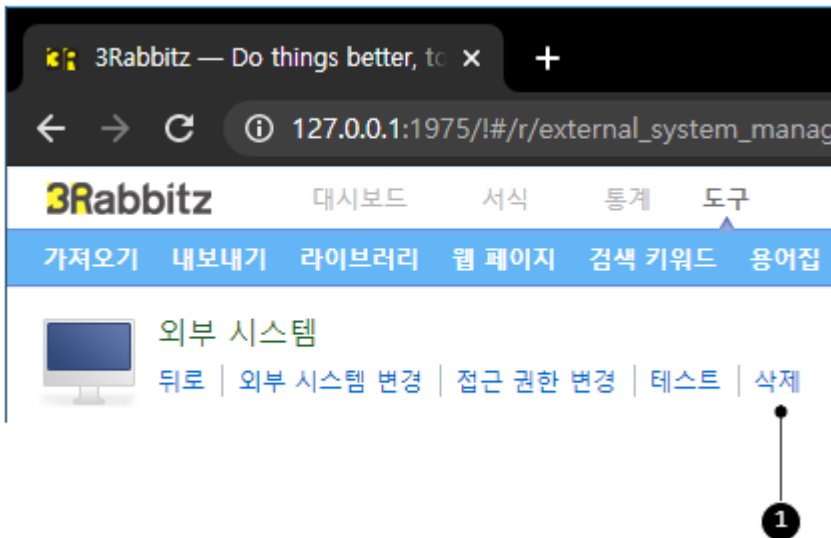 3Rabbitz — Do things better, to
127.0.0.1:1975/!#/r/external_system_manag
3Rabbitz 대시보드 서식 통계 도구
가져오기 내보내기 라이브러리 웹 페이지 검색 키워드 용어집
외부 시스템
뒤로 외부 시스템 변경 접근 권한 변경 테스트 삭제
1